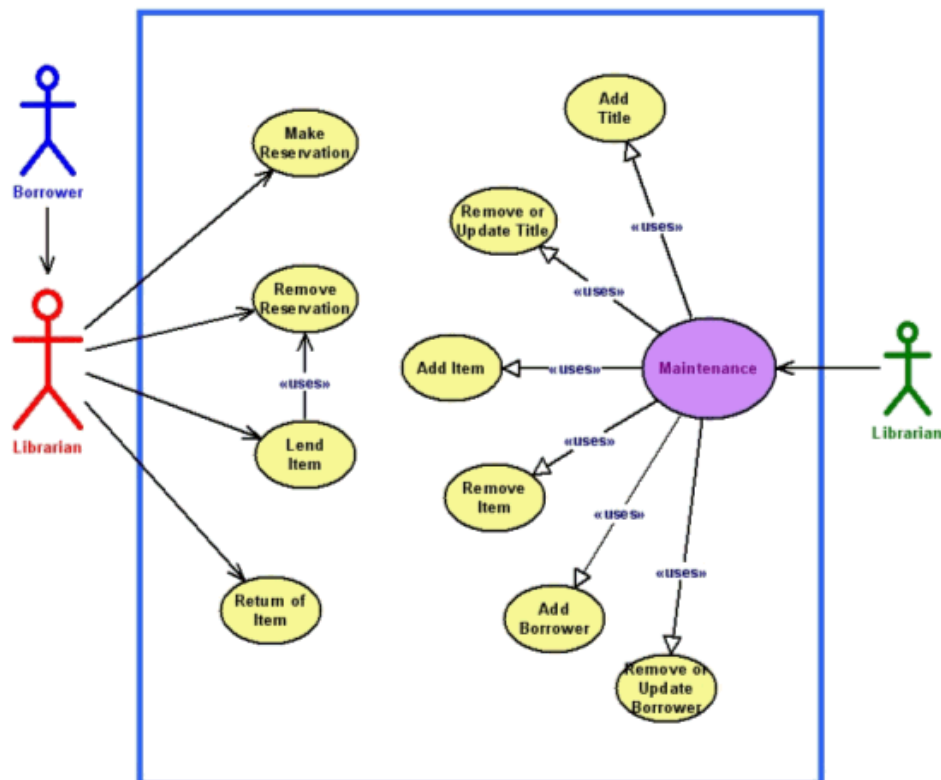 Borrower
Librarian
Make
Reservation
Remove
Reservation
«uses»
Lend
Item
Return of
Item
Add
Title
«uses»
Remove or
Update Title
«uses»
Add Item
«uses»
Maintenance
Librarian
«uses»
Remove
Item
«uses»
Add
Borrower
«uses»
Remove or
Update
Borrower